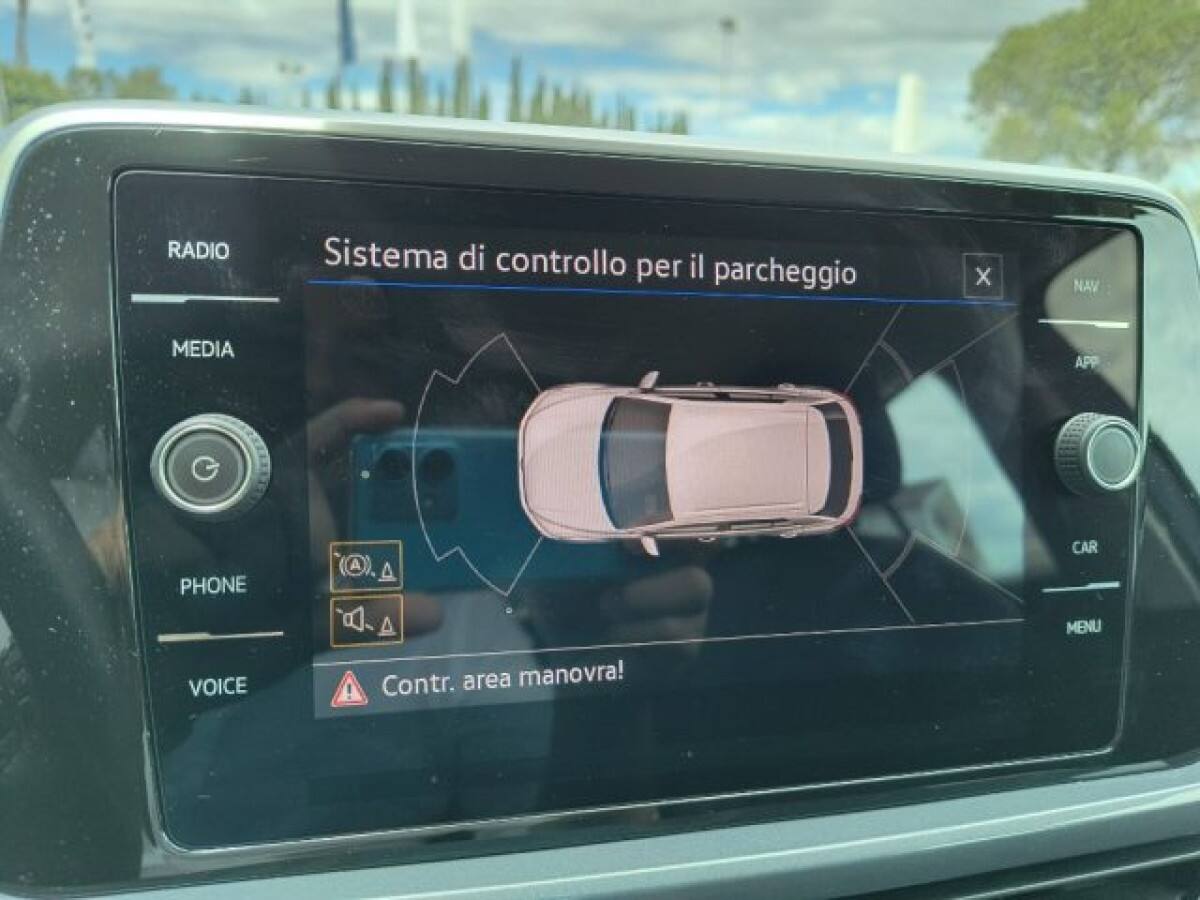 RADIO
MEDIA
PHONE
VOICE
Sistema di controllo per il parcheggio
X
A
Contr. area manovra!
NAV
APP
CAR
MENU